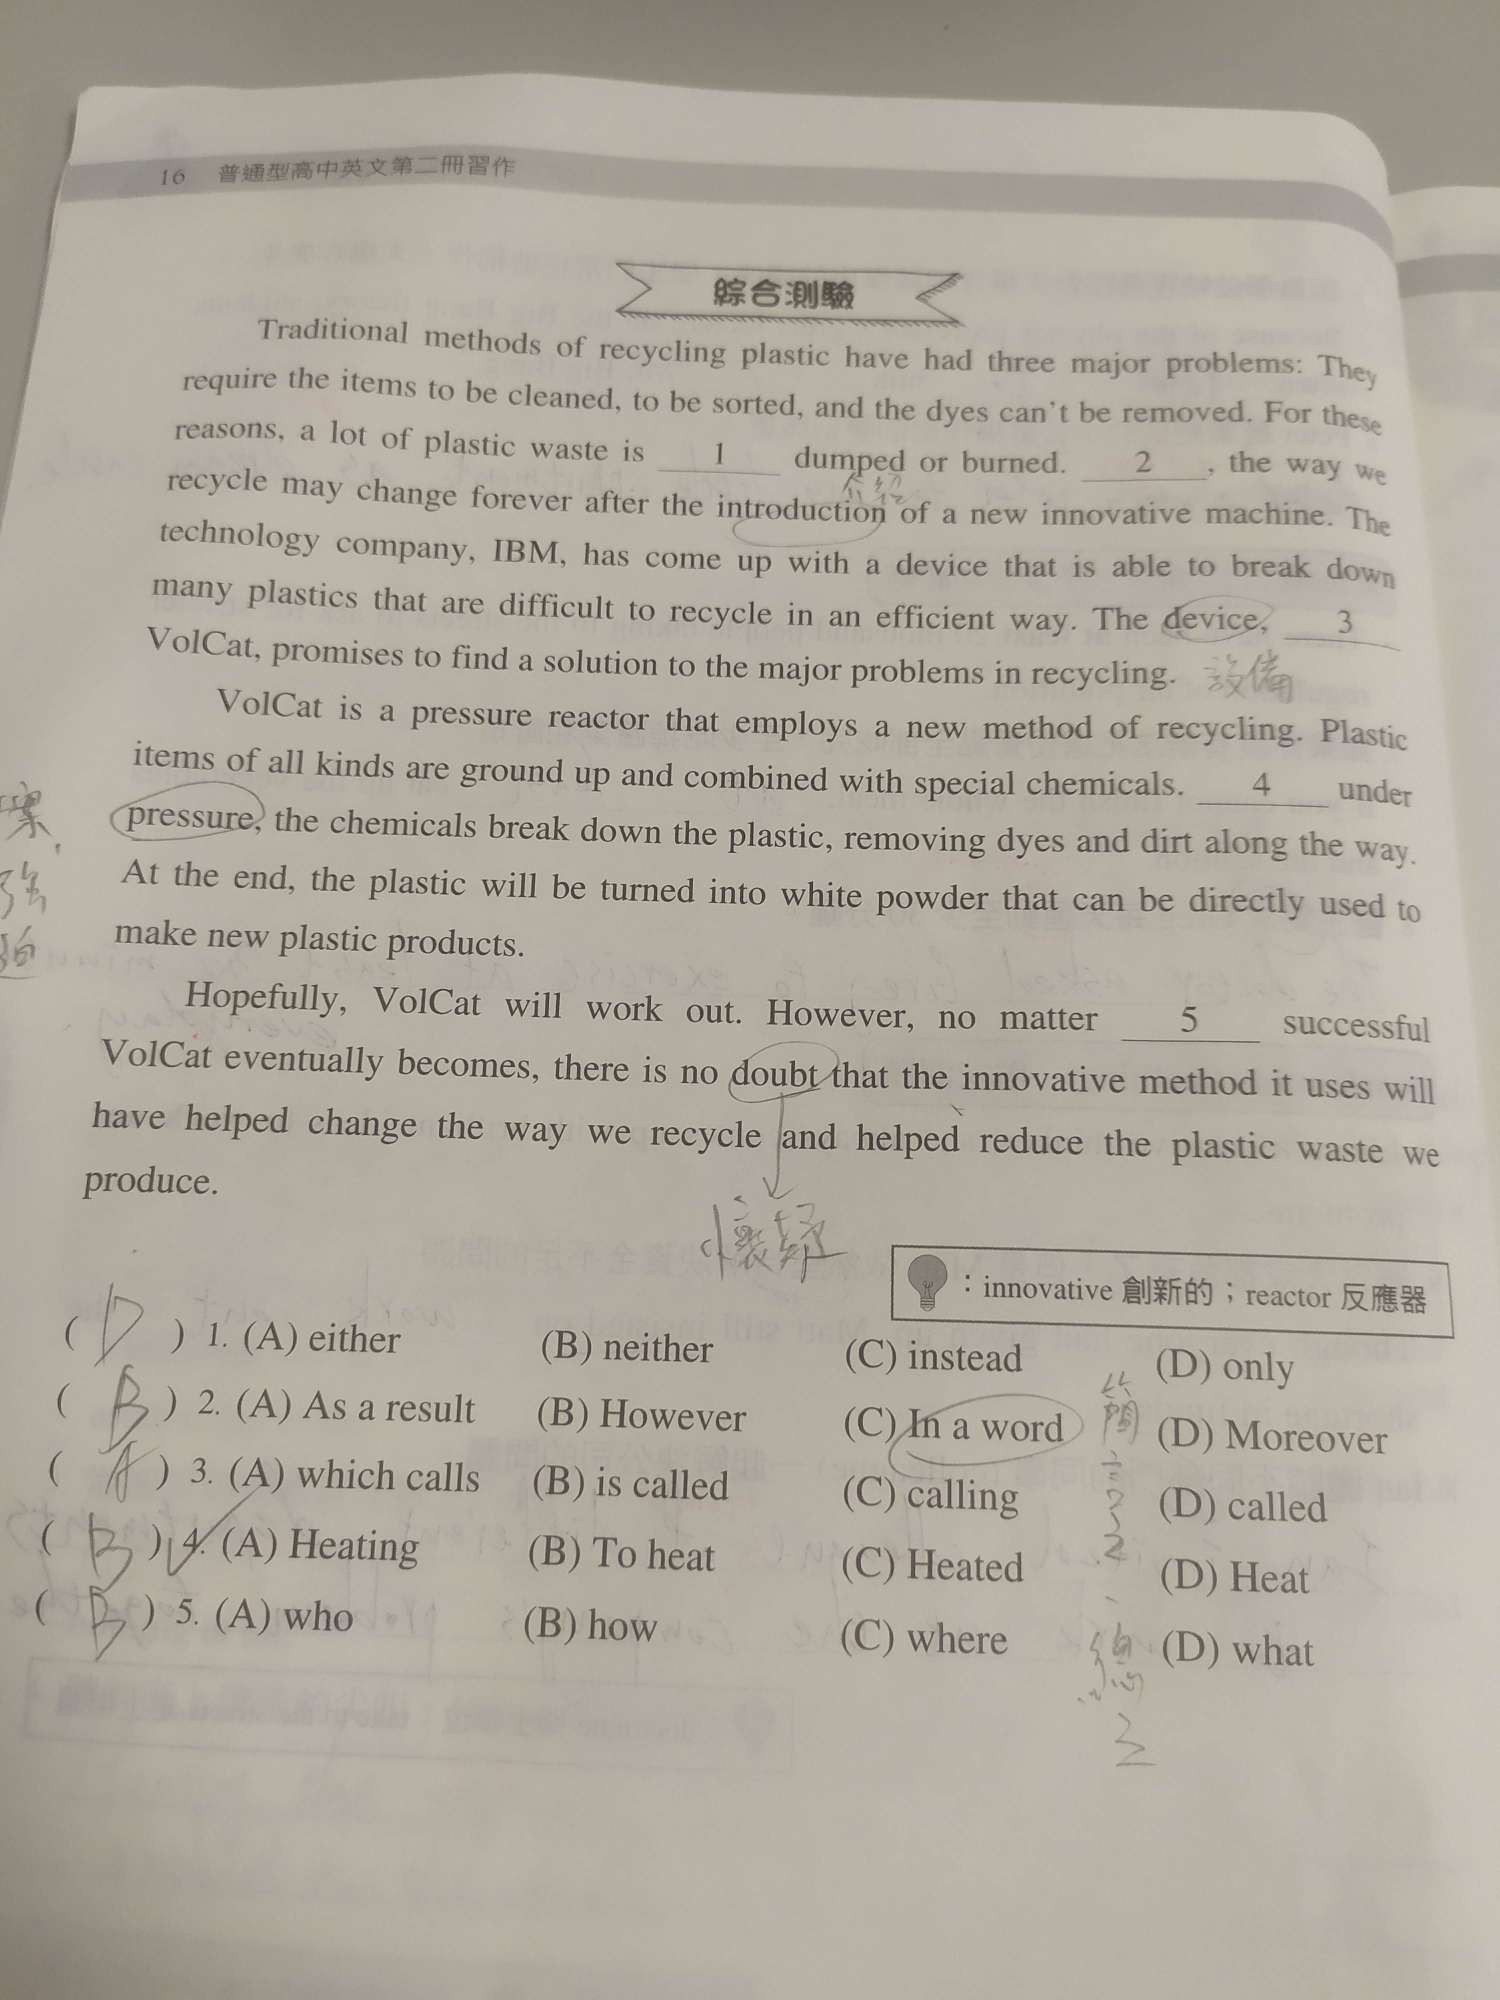 16 普通型高中英文第二冊習作
綜合測驗
Traditional methods of recycling plastic have had three major problems: They
require the items to be cleaned, to be sorted, and the dyes can't be removed. For these
reasons, a lot of plastic waste is 1 dumped or burned. 2 , the way we
recycle may change forever after the introduction of a new innovative machine. The
technology company, IBM, has come up with a device that is able to break down
many plastics that are difficult to recycle in an efficient way. The device, 3
VolCat, promises to find a solution to the major problems in recycling. 設備
VolCat is a pressure reactor that employs a new method of recycling. Plastic
items of all kinds are ground up and combined with special chemicals. 4 under
pressure, the chemicals break down the plastic, removing dyes and dirt along the way.
At the end, the plastic will be turned into white powder that can be directly used to
make new plastic products.
Hopefully, VolCat will work out. However, no matter 5 successful
VolCat eventually becomes, there is no doubt that the innovative method it uses will
have helped change the way we recycle and helped reduce the plastic waste we
produce.
懷疑
: innovative 創新的；reactor 反應器
( D ) 1. (A) either (B) neither (C) instead (D) only
( B ) 2. (A) As a result (B) However (C) In a word (D) Moreover
( A ) 3. (A) which calls (B) is called (C) calling (D) called
( B ) 4. (A) Heating (B) To heat (C) Heated (D) Heat
( B ) 5. (A) who (B) how (C) where (D) what